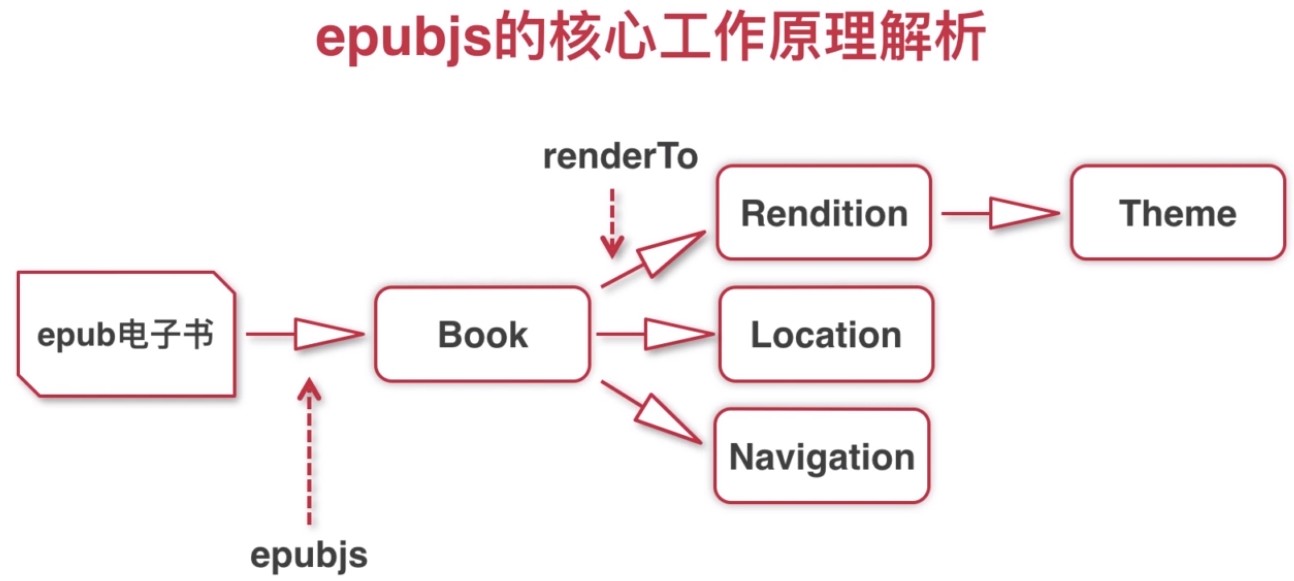 epubjs的核心工作原理解析
renderTo
Rendition
Theme
epub电子书
Book
Location
Navigation
epubjs